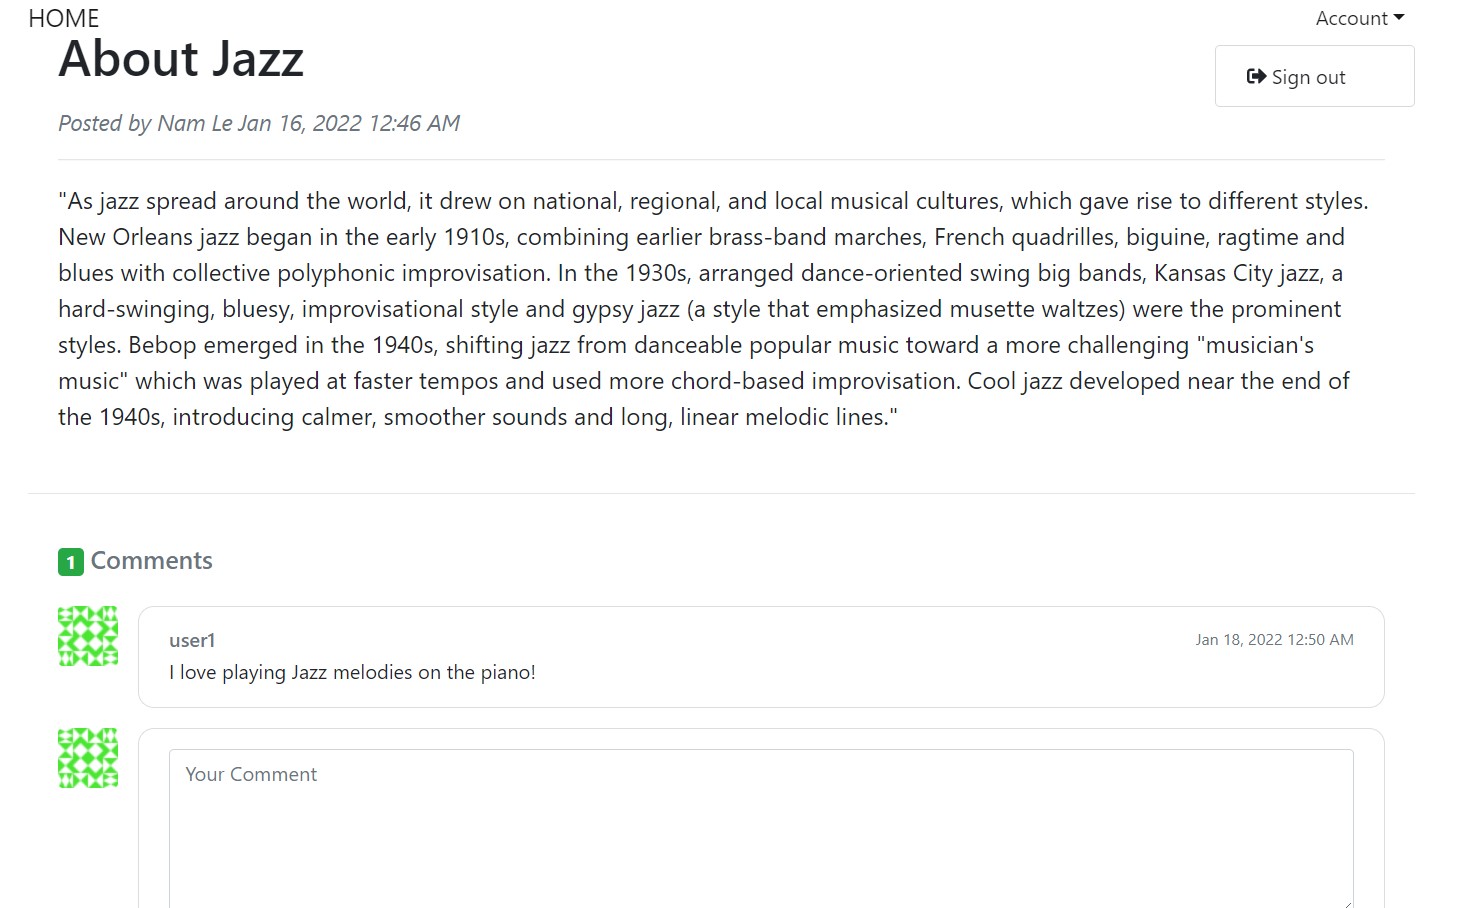 HOME
Account
About Jazz
Sign out
Posted by Nam Le Jan 16, 2022 12:46 AM
"As jazz spread around the world, it drew on national, regional, and local musical cultures, which gave rise to different styles.
New Orleans jazz began in the early 1910s, combining earlier brass-band marches, French quadrilles, biguine, ragtime and
blues with collective polyphonic improvisation. In the 1930s, arranged dance-oriented swing big bands, Kansas City jazz, a
hard-swinging, bluesy, improvisational style and gypsy jazz (a style that emphasized musette waltzes) were the prominent
styles. Bebop emerged in the 1940s, shifting jazz from danceable popular music toward a more challenging "musician's
music" which was played at faster tempos and used more chord-based improvisation. Cool jazz developed near the end of
the 1940s, introducing calmer, smoother sounds and long, linear melodic lines."
1 Comments
user1
Jan 18, 2022 12:50 AM
I love playing Jazz melodies on the piano!
Your Comment